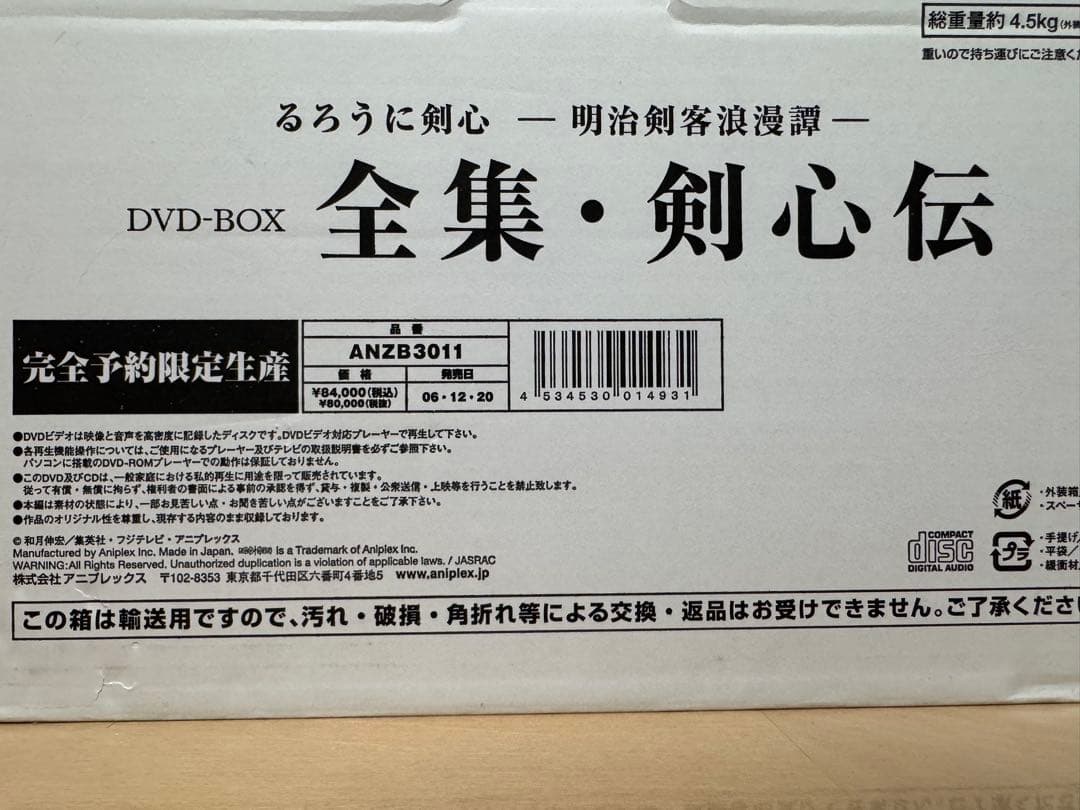 総重量約 4.5kg
重いので持ち運びにご注意くだ
るろうに剣心 ― 明治剣客浪漫譚 ―
DVD-BOX 全集・剣心伝
完全予約限定生産
品 番
ANZB3011
価 格 発売日
¥84,000(税込)
¥80,000(税抜)
06・12・20
4 534530 014931
●DVDビデオは映像と音声を高密度に記録したディスクです。DVDビデオ対応プレーヤーで再生して下さい。
●各再生機能操作については、ご使用になるプレーヤー及びテレビの取扱説明書を必ずご参照下さい。
パソコンに搭載のDVD-ROMプレーヤーでの動作は保証しておりません。
●このDVD及びCDは、一般家庭における私的再生に用途を限って販売されています。
従って有償・無償に拘らず、権利者の書面による事前の承諾を得ず、貸与・複製・公衆送信・上映等を行うことを禁止致します。
●本編は素材の状態により、一部お見苦しい点・お聞き苦しい点がございますことをご了承下さい。
●作品のオリジナル性を尊重し、現存する内容のまま収録しております。
© 和月伸宏／集英社・フジテレビ・アニプレックス
Manufactured by Aniplex Inc. Made in Japan. is a Trademark of Aniplex Inc.
WARNING:All Rights Reserved. Unauthorized duplication is a violation of applicable laws. / JASRAC
株式会社 アニプレックス 〒102-8353 東京都千代田区六番町4番地5 www.aniplex.jp
COMPACT
disc
DIGITAL AUDIO
紙
・外装箱
・スペーサ
プラ
・手提げ
・平袋／
・緩衝材
この箱は輸送用ですので、汚れ・破損・角折れ等による交換・返品はお受けできません。ご了承くださ